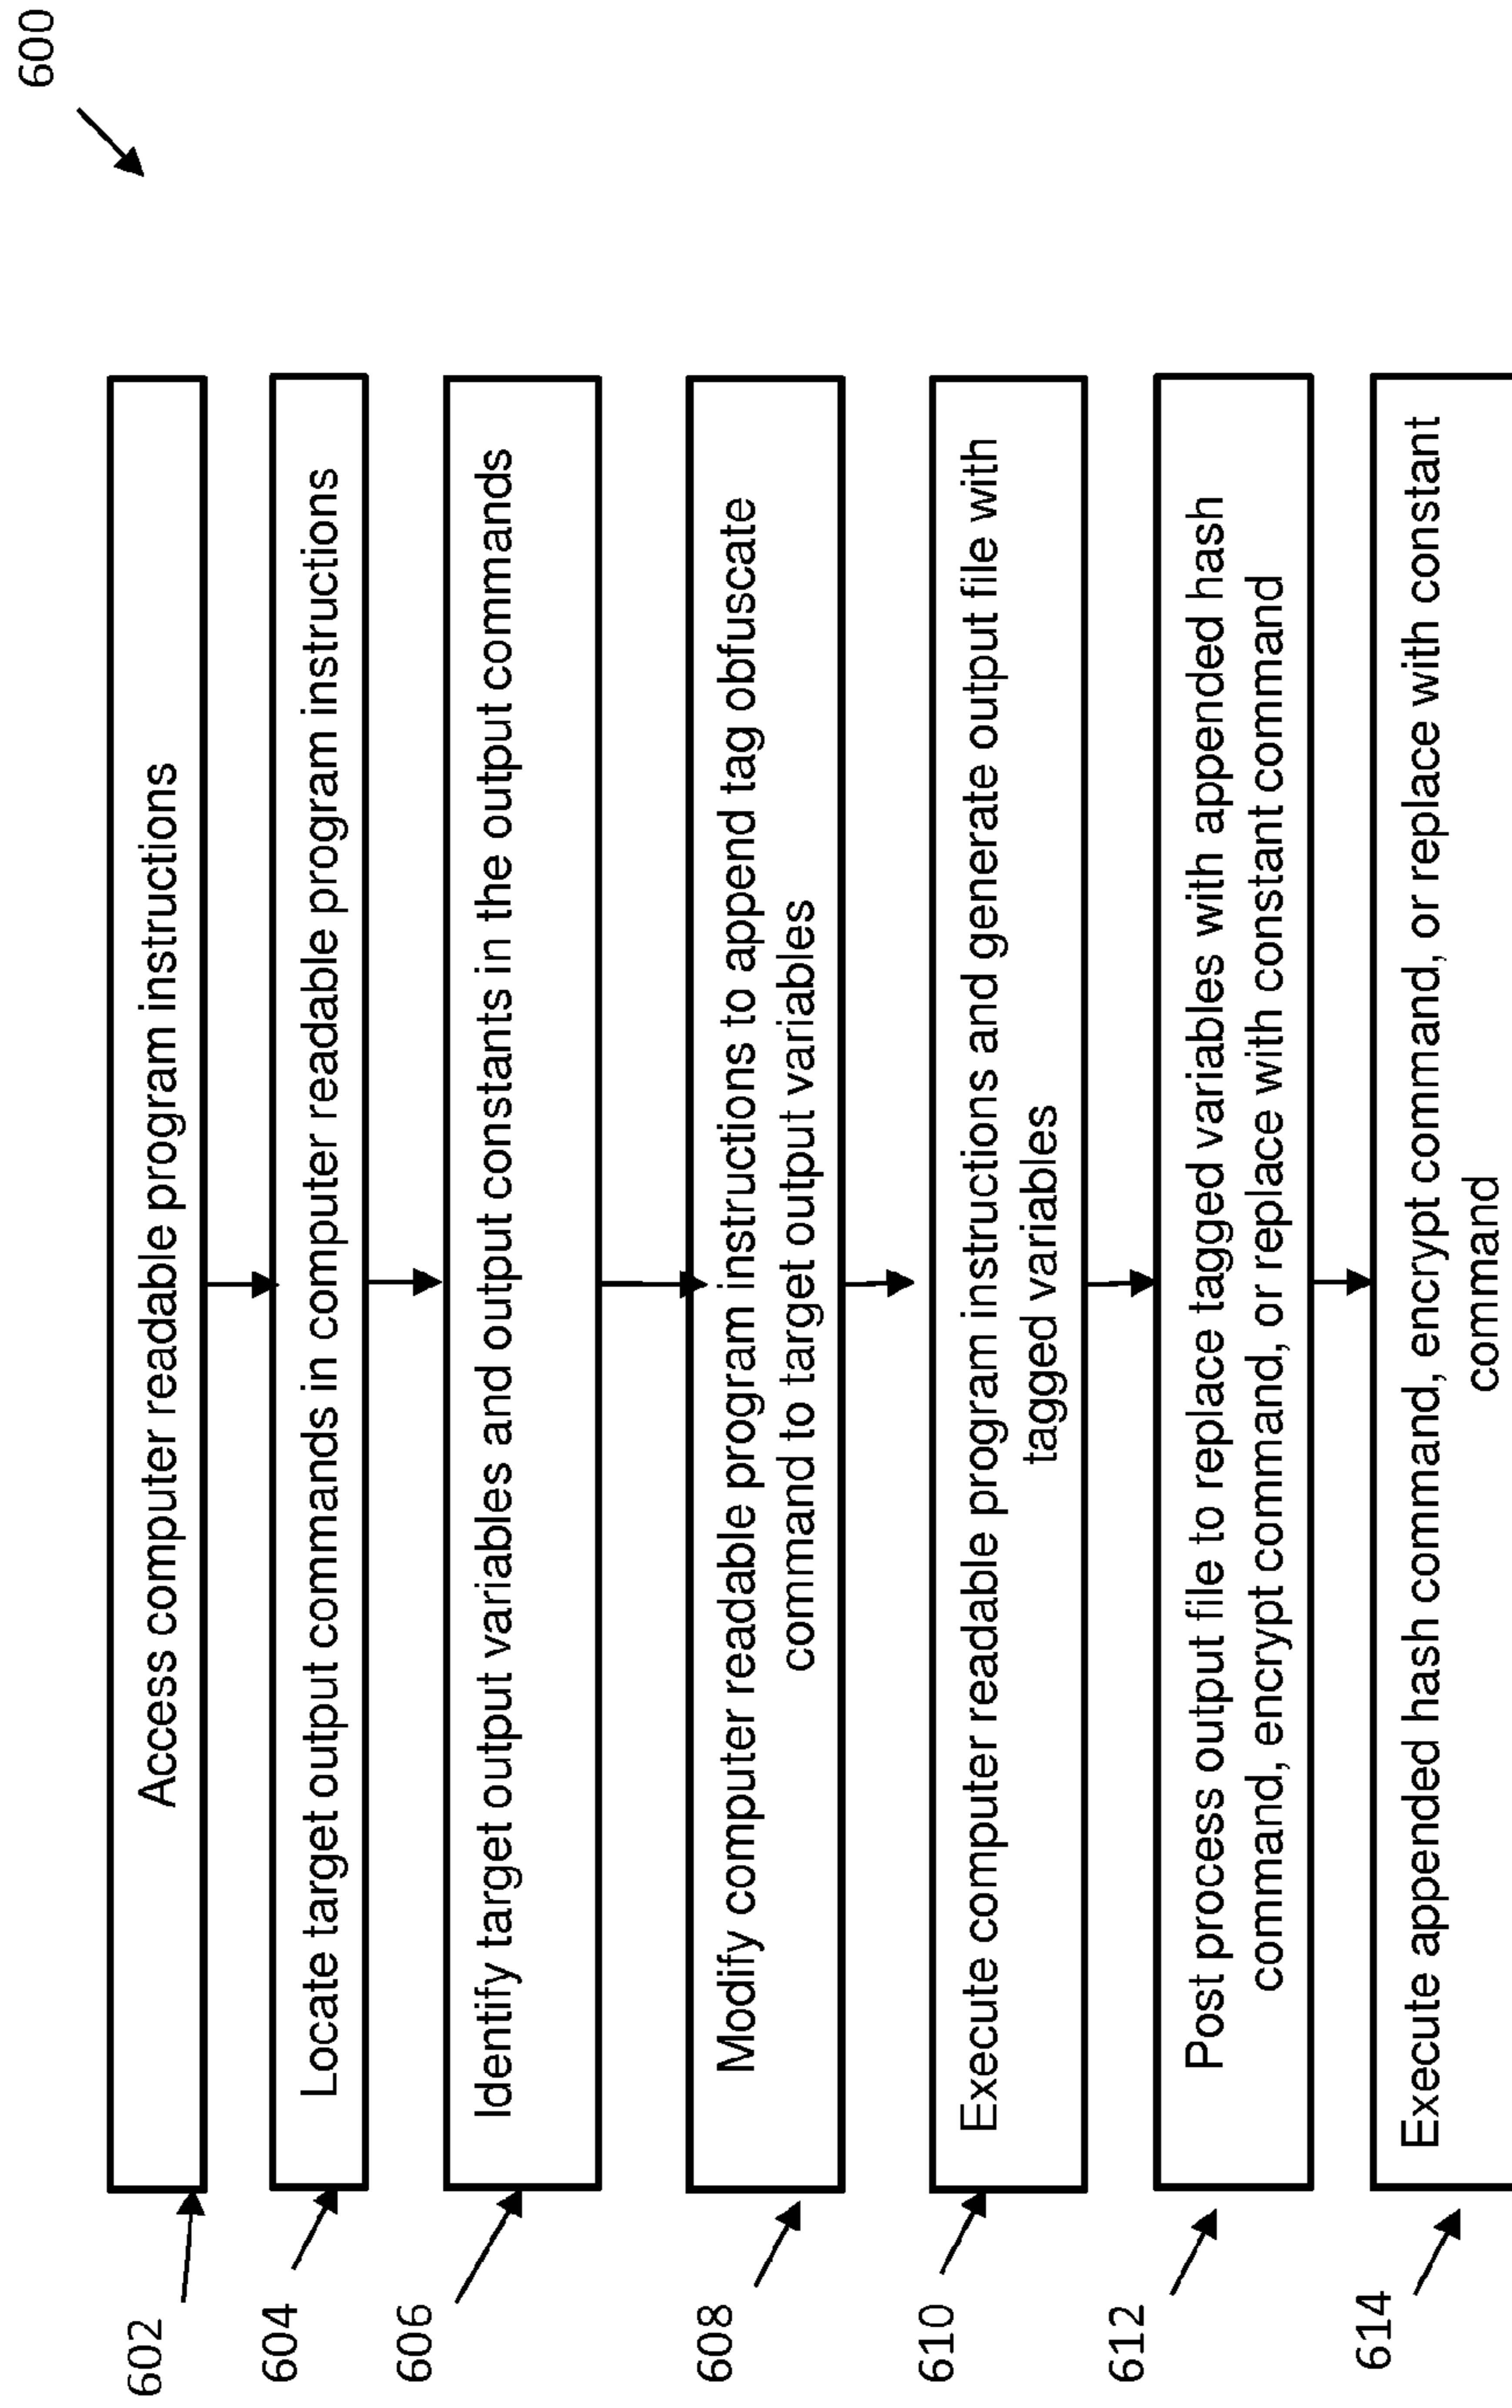 600
602
Access computer readable program instructions
604
Locate target output commands in computer readable program instructions
606
Identify target output variables and output constants in the output commands
608
Modify computer readable program instructions to append tag obfuscate
command to target output variables
610
Execute computer readable program instructions and generate output file with
tagged variables
612
Post process output file to replace tagged variables with appended hash
command, encrypt command, or replace with constant command
614
Execute appended hash command, encrypt command, or replace with constant
command